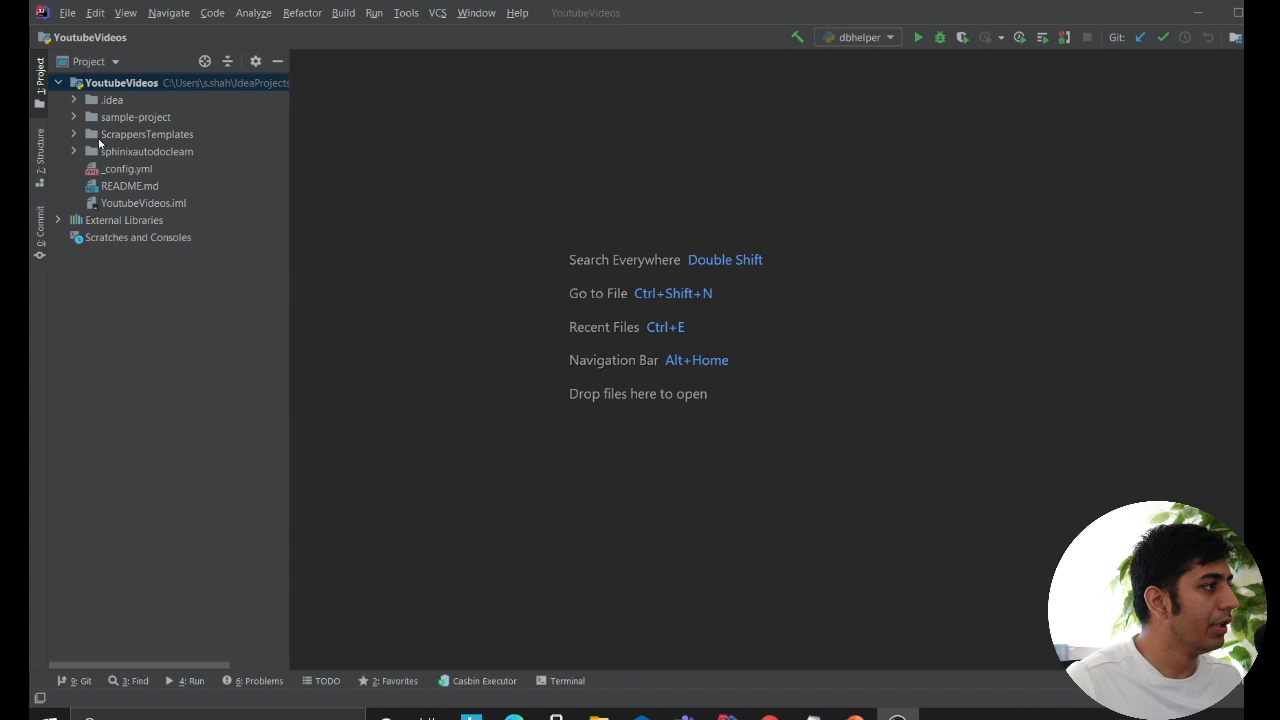 File Edit View Navigate Code Analyze Refactor Build Run Tools VCS Window Help YoutubeVideos
YoutubeVideos dbhelper Git:
1: Project
Project
YoutubeVideos C:\Users\s.shah\IdeaProjects
.idea
sample-project
ScrappersTemplates
sphinixautodoclearn
_config.yml
README.md
YoutubeVideos.iml
External Libraries
Scratches and Consoles
7: Structure
0: Commit
Search Everywhere Double Shift
Go to File Ctrl+Shift+N
Recent Files Ctrl+E
Navigation Bar Alt+Home
Drop files here to open
9: Git 3: Find 4: Run 6: Problems TODO 2: Favorites Casbin Executor Terminal